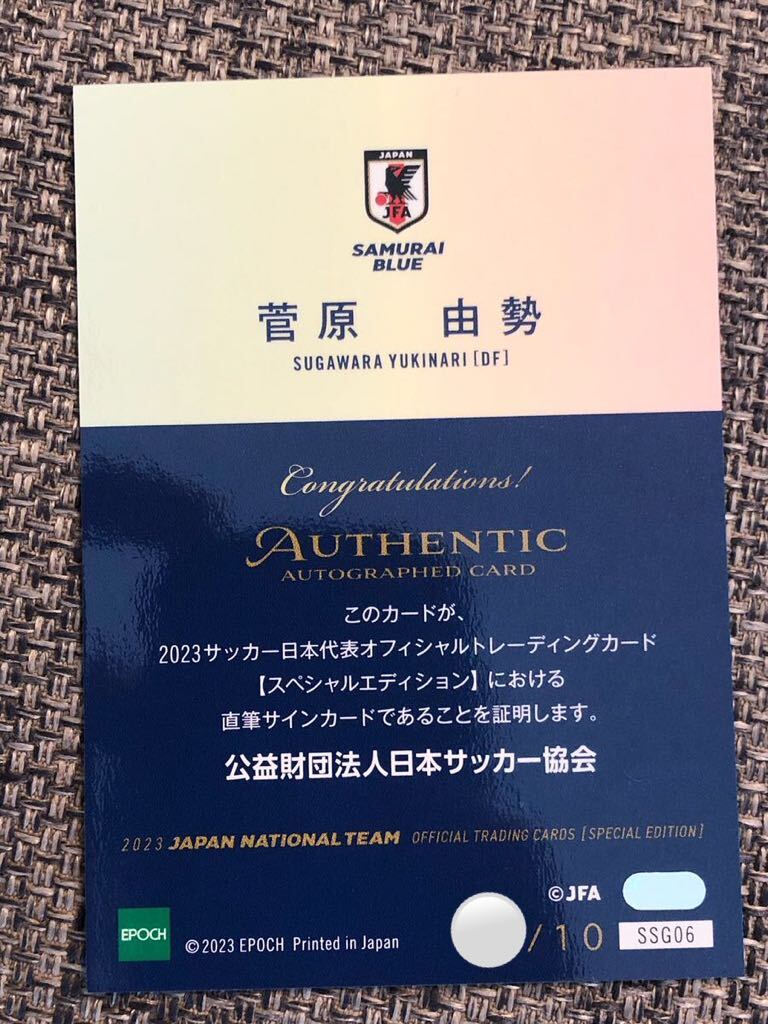 JAPAN
JFA
SAMURAI
BLUE
菅原 由勢
SUGAWARA YUKINARI [DF]
Congratulations!
AUTHENTIC
AUTOGRAPHED CARD
このカードが、
2023サッカー日本代表オフィシャルトレーディングカード
【スペシャルエディション】における
直筆サインカードであることを証明します。
公益財団法人日本サッカー協会
2023 JAPAN NATIONAL TEAM OFFICIAL TRADING CARDS [SPECIAL EDITION]
©JFA
EPOCH
©2023 EPOCH Printed in Japan
/10
SSG06